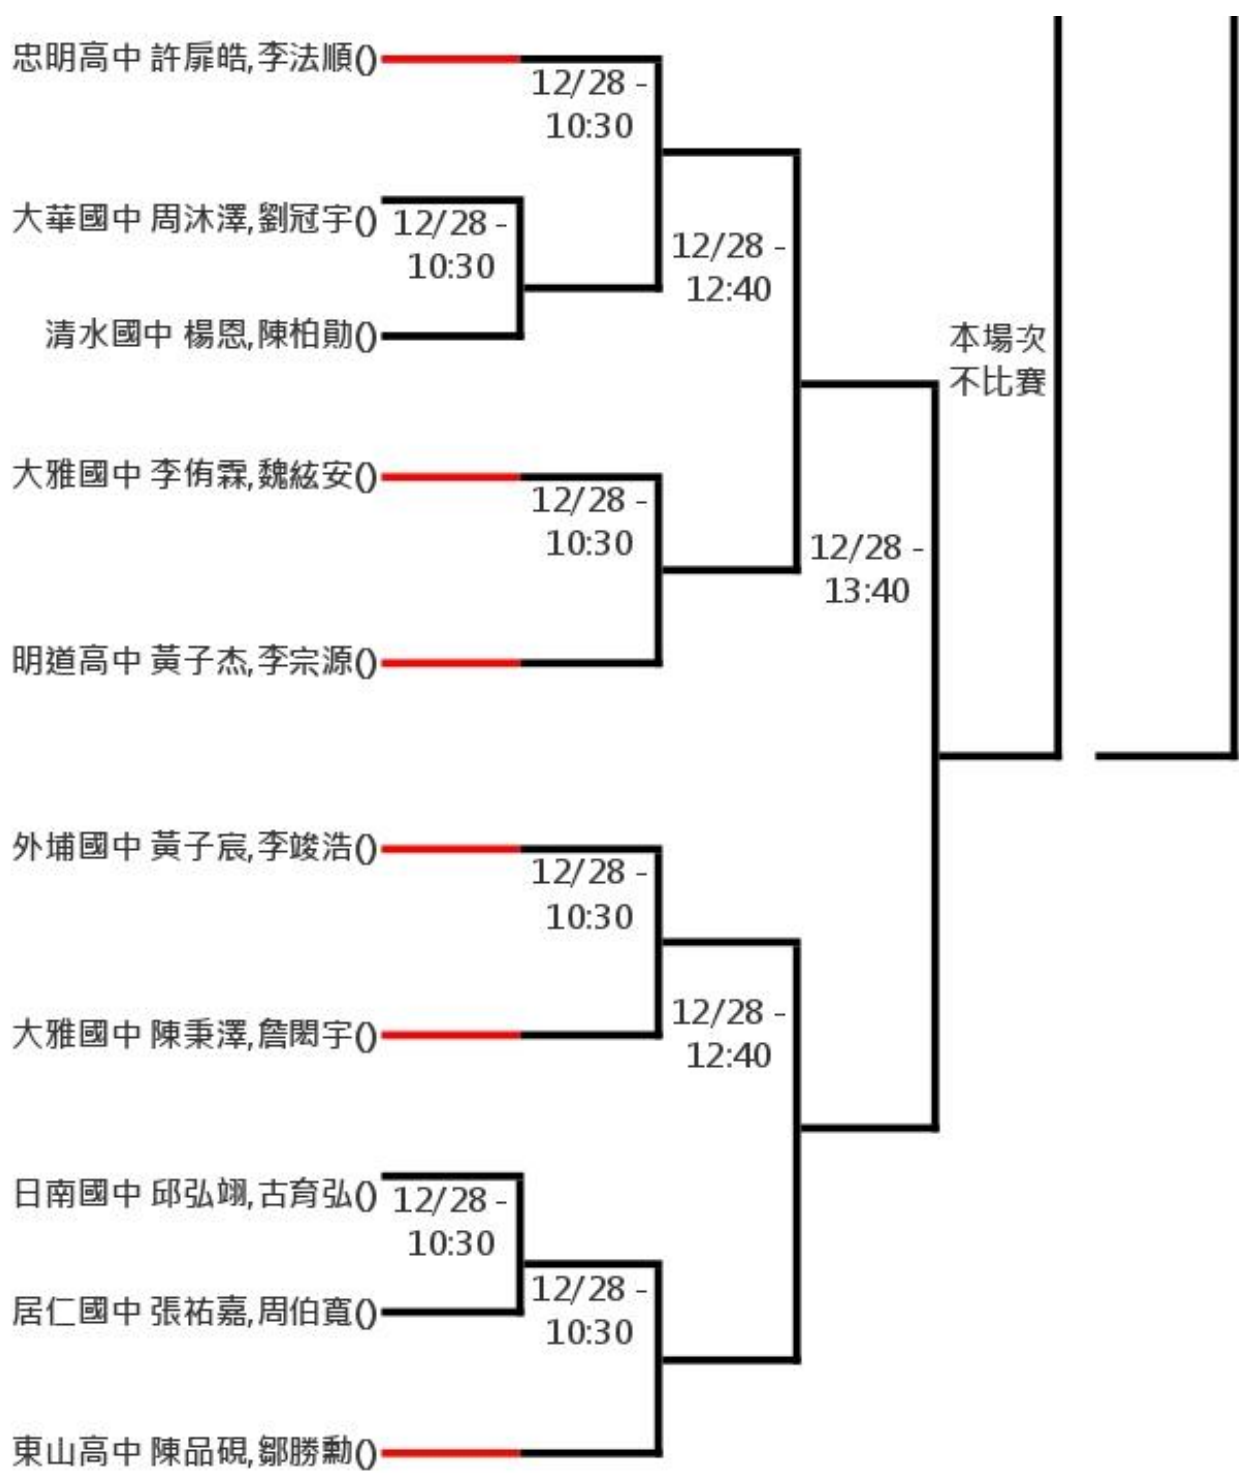 忠明高中 許雇皓,李法順()
12/28 -
10:30
大華國中 周沐澤,劉冠宇()
12/28 -
10:30
12/28 -
12:40
清水國中 楊恩,陳柏勛()
本場次
不比賽
大雅國中 李侑霖,魏絃安()
12/28 -
10:30
12/28 -
13:40
明道高中 黃子杰,李宗源()
外埔國中 黃子宸,李竣浩()
12/28 -
10:30
大雅國中 陳秉澤,詹閎宇()
12/28 -
12:40
日南國中 邱弘翊,古育弘()
12/28 -
10:30
居仁國中 張祐嘉,周伯寬()
12/28 -
10:30
東山高中 陳品硯,鄒勝勳()